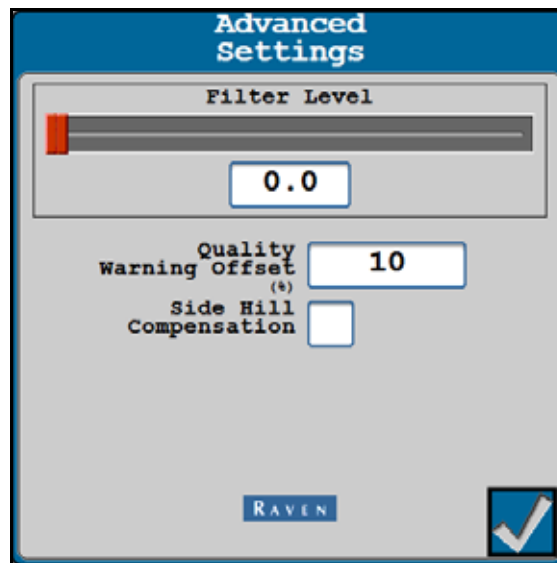 Advanced
Settings
Filter Level
0.0
Quality
Warning Offset
(%)
10
Side Hill
Compensation
RAVEN